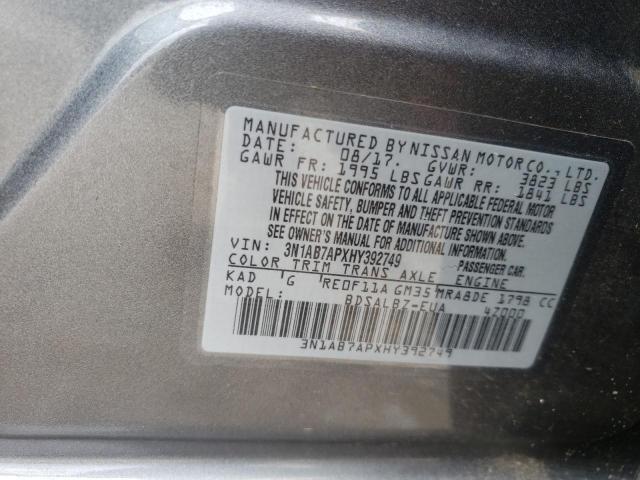 MANUFACTURED BY NISSAN MOTOR CO., LTD.
DATE: 08/17. GVWR: 3823 LBS
GAWR FR: 1995 LBS GAWR RR: 1841 LBS
THIS VEHICLE CONFORMS TO ALL APPLICABLE FEDERAL MOTOR
VEHICLE SAFETY, BUMPER AND THEFT PREVENTION STANDARDS
IN EFFECT ON THE DATE OF MANUFACTURE SHOWN ABOVE.
SEE OWNER'S MANUAL FOR ADDITIONAL INFORMATION
VIN: 3N1AB7APXHY392749 PASSENGER CAR.
COLOR TRIM TRANS AXLE ENGINE
KAD G RE0F11A GM35 MRA8DE 1798 CC
MODEL: BDSALBZ-EUA 4Z000
3N1AB7APXHY392749